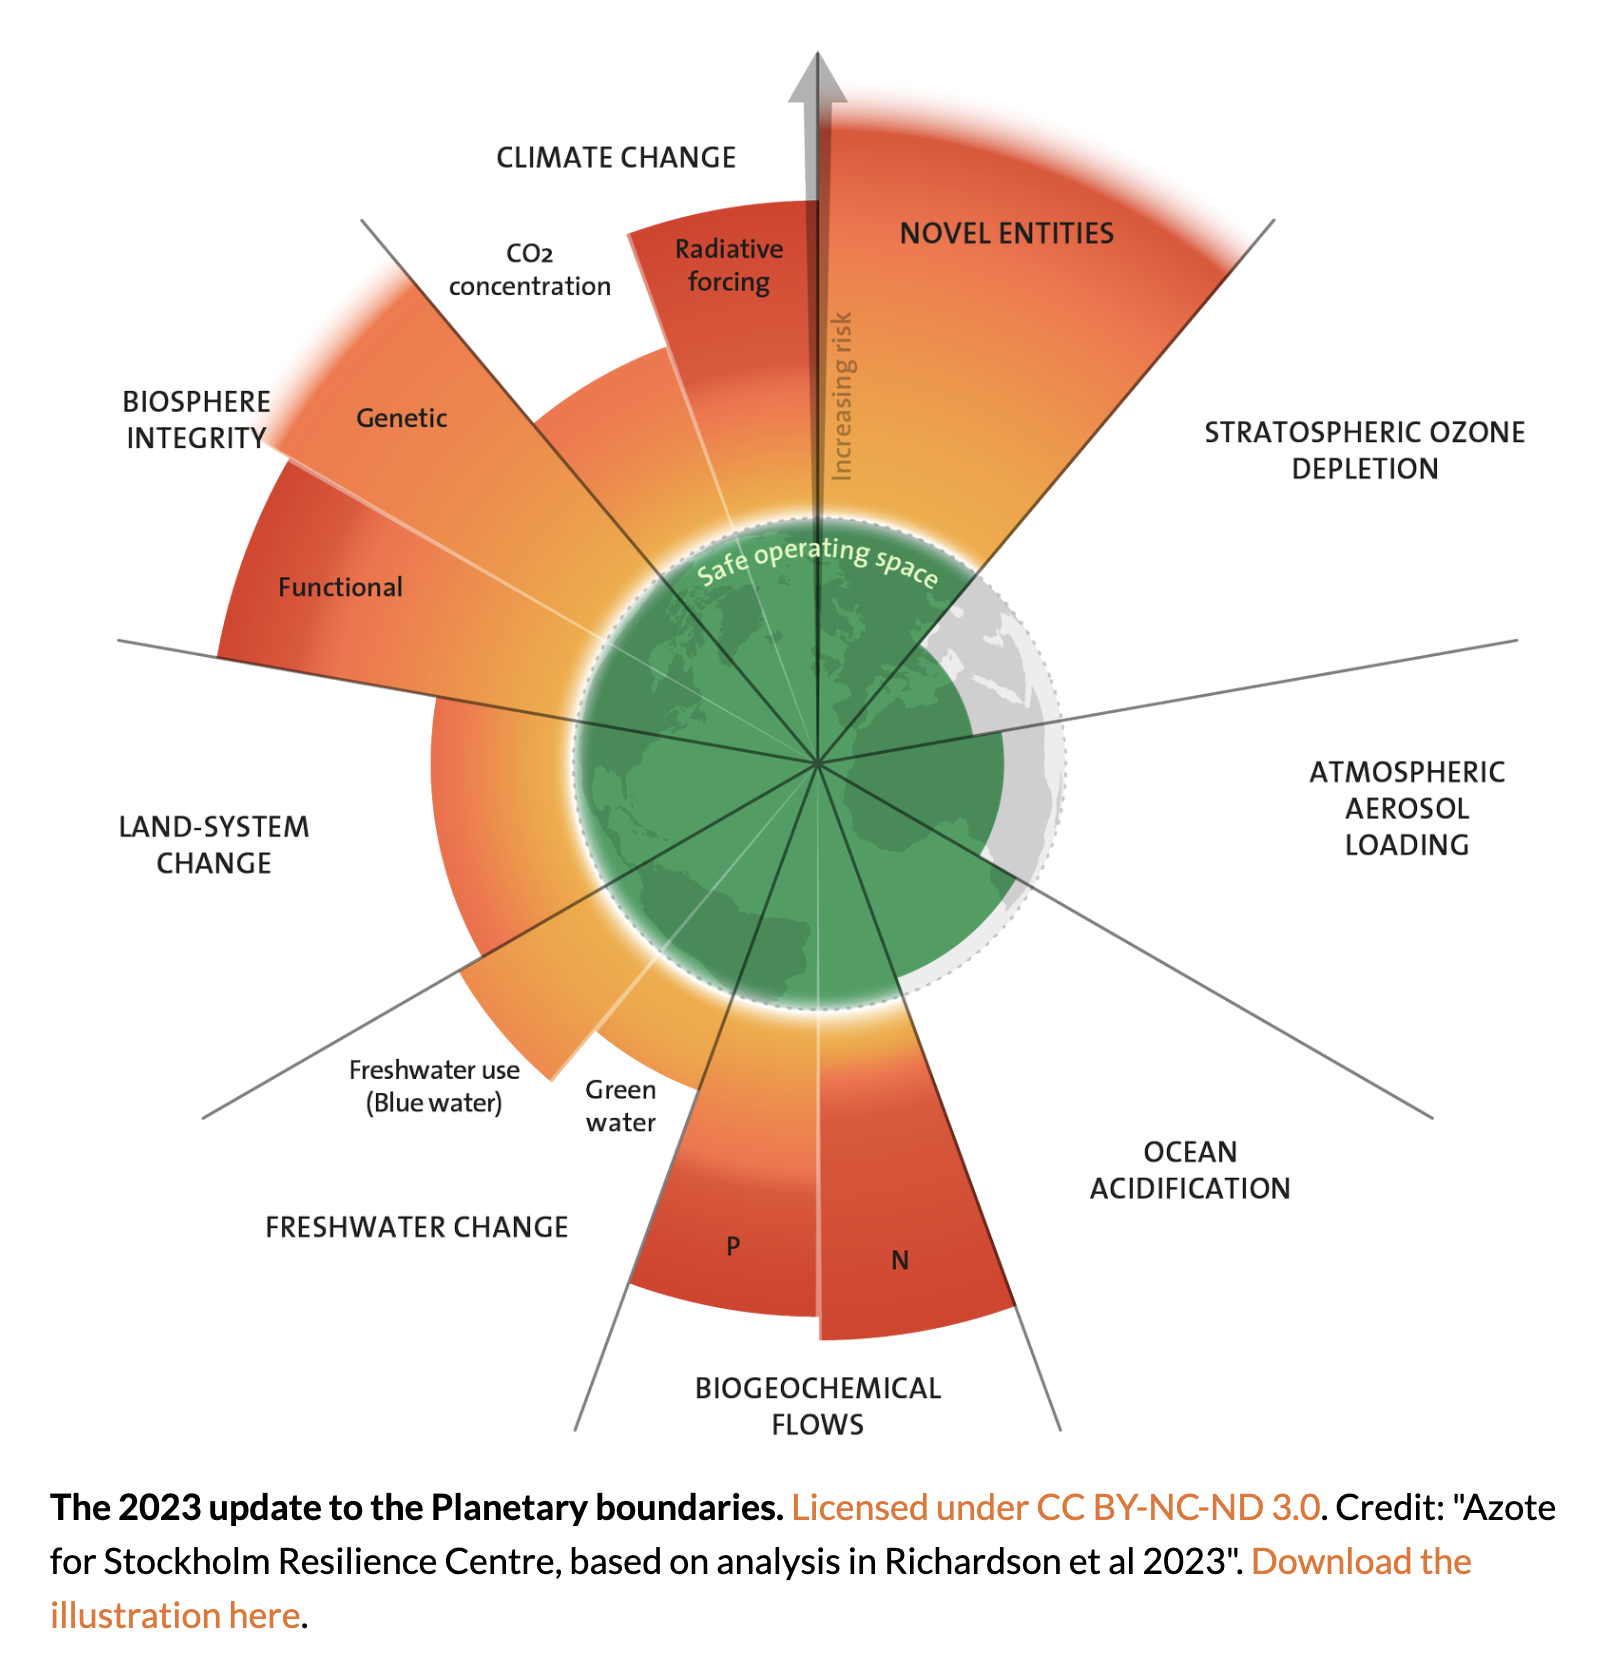 CLIMATE CHANGE
CO2
concentration
Radiative
forcing
NOVEL ENTITIES
Increasing risk
BIOSPHERE
INTEGRITY
Genetic
Functional
STRATOSPHERIC OZONE
DEPLETION
Safe operating space
ATMOSPHERIC
AEROSOL
LOADING
LAND-SYSTEM
CHANGE
Freshwater use
(Blue water)
Green
water
FRESHWATER CHANGE
OCEAN
ACIDIFICATION
P
N
BIOGEOCHEMICAL
FLOWS
The 2023 update to the Planetary boundaries. Licensed under CC BY-NC-ND 3.0. Credit: "Azote
for Stockholm Resilience Centre, based on analysis in Richardson et al 2023". Download the
illustration here.